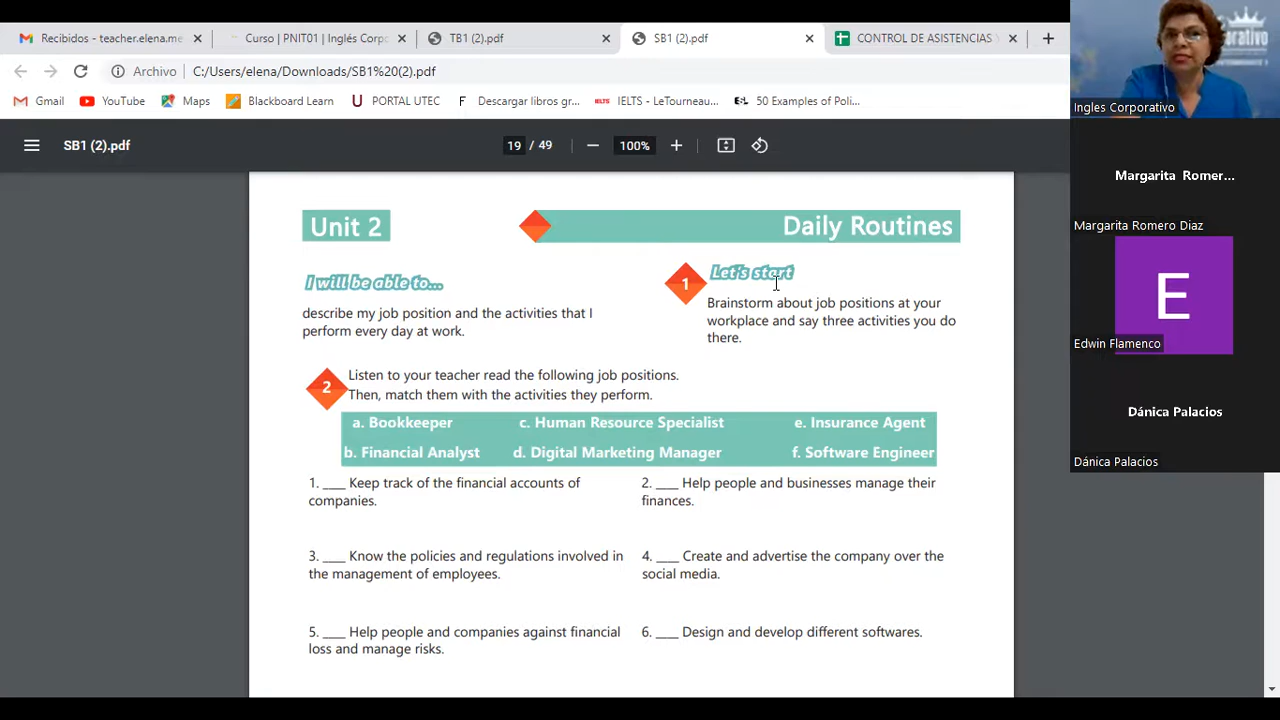 Recibidos - teacher.elena.me
Curso | PNIT01 | Inglés Corpo
TB1 (2).pdf
SB1 (2).pdf
CONTROL DE ASISTENCIAS
Archivo
C:/Users/elena/Downloads/SB1%20(2).pdf
Gmail
YouTube
Maps
Blackboard Learn
PORTAL UTEC
Descargar libros gr...
IELTS - LeTourneau...
50 Examples of Poli...
SB1 (2).pdf
19 / 49
100%
Unit 2
Daily Routines
I will be able to...
describe my job position and the activities that I
perform every day at work.
1
Let's start
Brainstorm about job positions at your
workplace and say three activities you do
there.
2
Listen to your teacher read the following job positions.
Then, match them with the activities they perform.
a. Bookkeeper c. Human Resource Specialist e. Insurance Agent
b. Financial Analyst d. Digital Marketing Manager f. Software Engineer
1. ___ Keep track of the financial accounts of
companies.
2. ___ Help people and businesses manage their
finances.
3. ___ Know the policies and regulations involved in
the management of employees.
4. ___ Create and advertise the company over the
social media.
5. ___ Help people and companies against financial
loss and manage risks.
6. ___ Design and develop different softwares.
Ingles Corporativo
Margarita Romer...
Margarita Romero Diaz
E
Edwin Flamenco
Dánica Palacios
Dánica Palacios